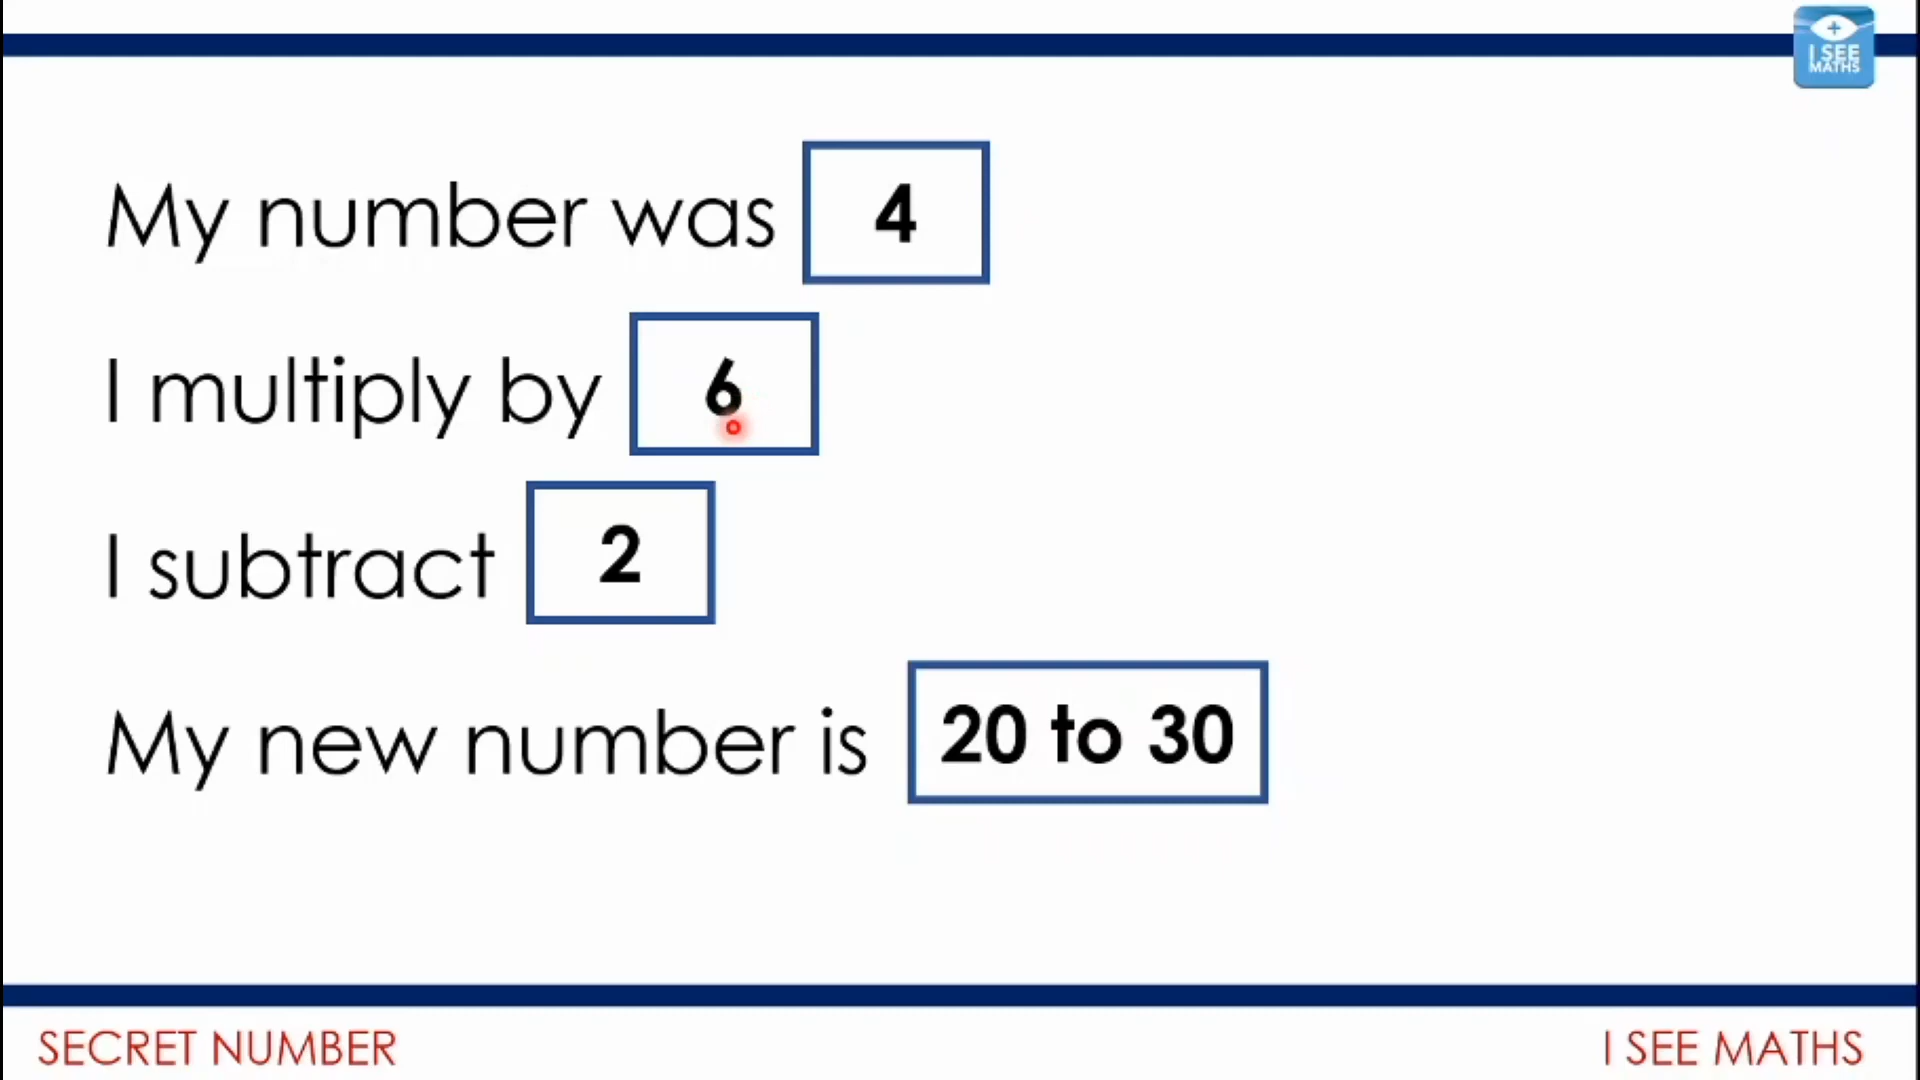 I SEE
MATHS
My number was 4
I multiply by 6
I subtract 2
My new number is 20 to 30
SECRET NUMBER
I SEE MATHS